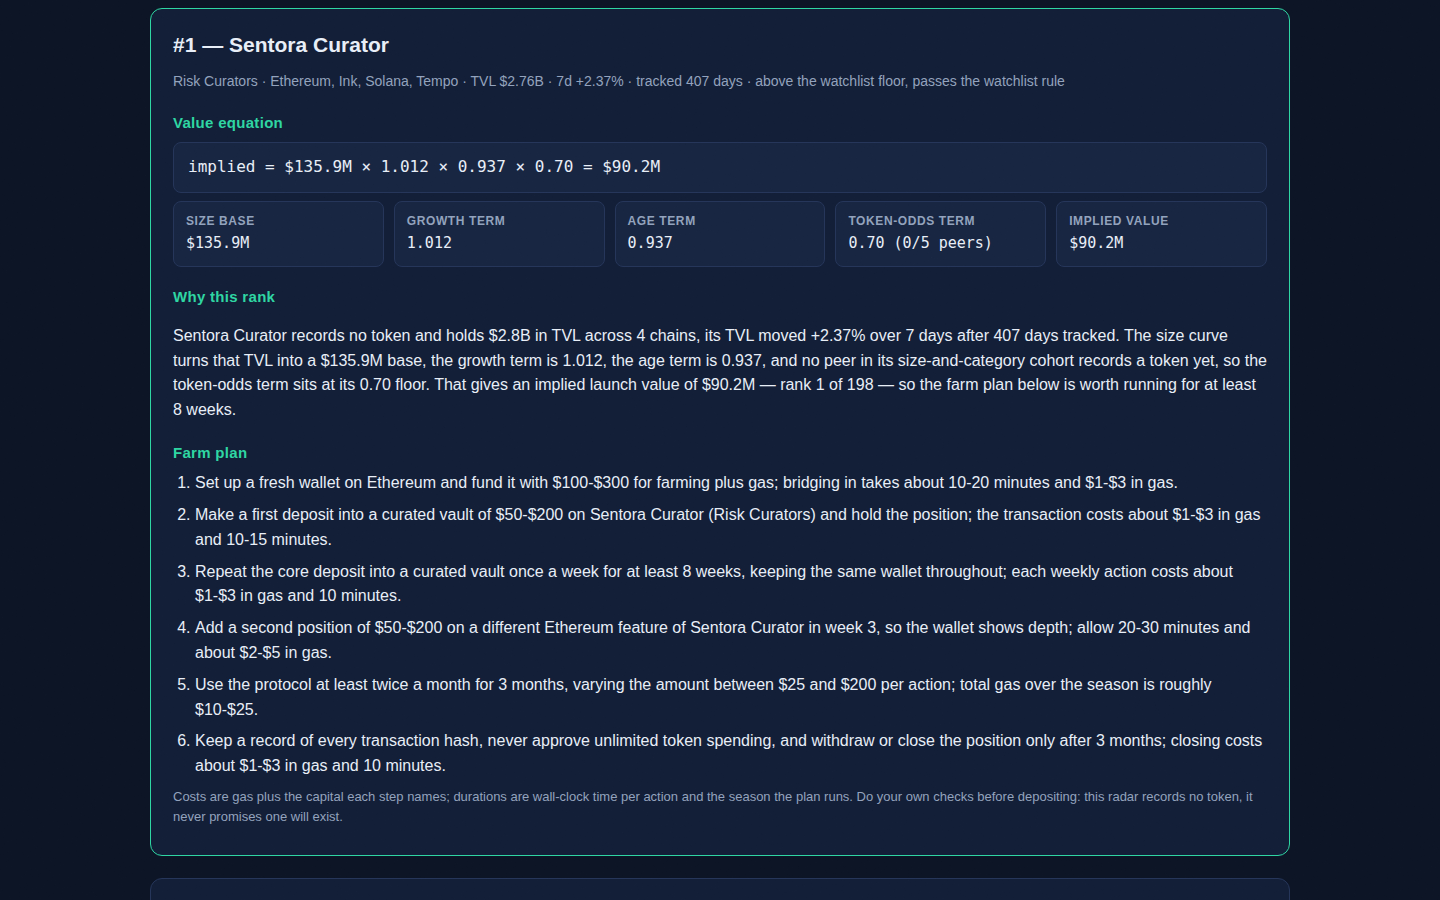 #1 — Sentora Curator
Risk Curators · Ethereum, Ink, Solana, Tempo · TVL $2.76B · 7d +2.37% · tracked 407 days · above the watchlist floor, passes the watchlist rule
Value equation
implied = $135.9M × 1.012 × 0.937 × 0.70 = $90.2M
SIZE BASE
$135.9M
GROWTH TERM
1.012
AGE TERM
0.937
TOKEN-ODDS TERM
0.70 (0/5 peers)
IMPLIED VALUE
$90.2M
Why this rank
Sentora Curator records no token and holds $2.8B in TVL across 4 chains, its TVL moved +2.37% over 7 days after 407 days tracked. The size curve
turns that TVL into a $135.9M base, the growth term is 1.012, the age term is 0.937, and no peer in its size-and-category cohort records a token yet, so the
token-odds term sits at its 0.70 floor. That gives an implied launch value of $90.2M — rank 1 of 198 — so the farm plan below is worth running for at least
8 weeks.
Farm plan
1. Set up a fresh wallet on Ethereum and fund it with $100-$300 for farming plus gas; bridging in takes about 10-20 minutes and $1-$3 in gas.
2. Make a first deposit into a curated vault of $50-$200 on Sentora Curator (Risk Curators) and hold the position; the transaction costs about $1-$3 in gas
and 10-15 minutes.
3. Repeat the core deposit into a curated vault once a week for at least 8 weeks, keeping the same wallet throughout; each weekly action costs about
$1-$3 in gas and 10 minutes.
4. Add a second position of $50-$200 on a different Ethereum feature of Sentora Curator in week 3, so the wallet shows depth; allow 20-30 minutes and
about $2-$5 in gas.
5. Use the protocol at least twice a month for 3 months, varying the amount between $25 and $200 per action; total gas over the season is roughly
$10-$25.
6. Keep a record of every transaction hash, never approve unlimited token spending, and withdraw or close the position only after 3 months; closing costs
about $1-$3 in gas and 10 minutes.
Costs are gas plus the capital each step names; durations are wall-clock time per action and the season the plan runs. Do your own checks before depositing: this radar records no token, it
never promises one will exist.